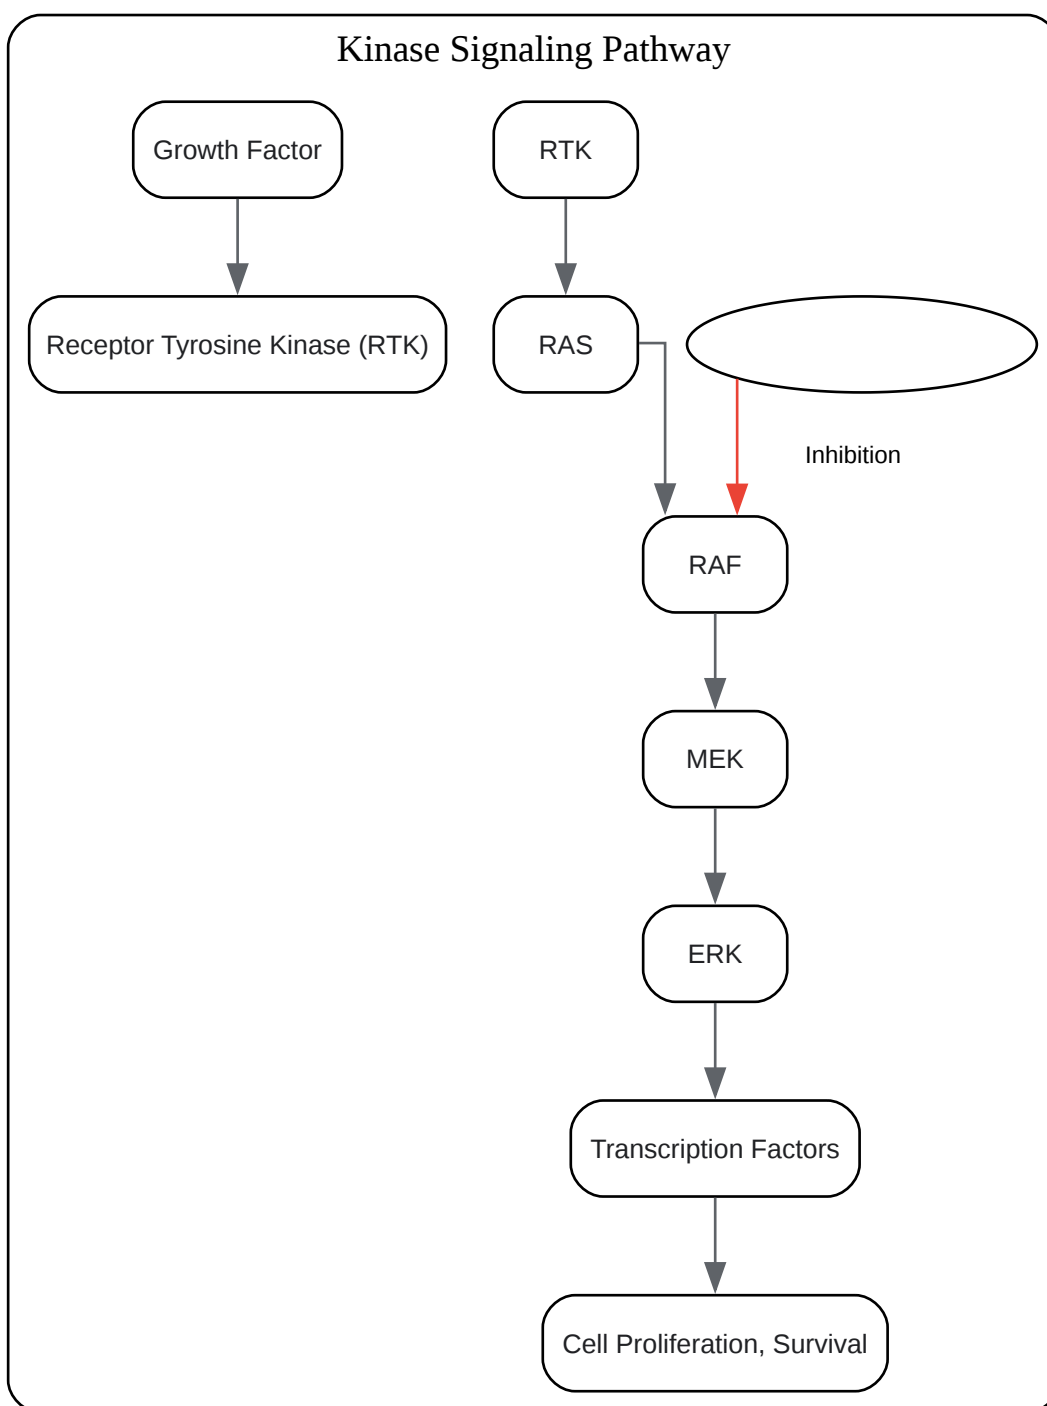 Kinase Signaling Pathway
Growth Factor
RTK
Receptor Tyrosine Kinase (RTK)
RAS
Inhibition
RAF
MEK
ERK
Transcription Factors
Cell Proliferation, Survival